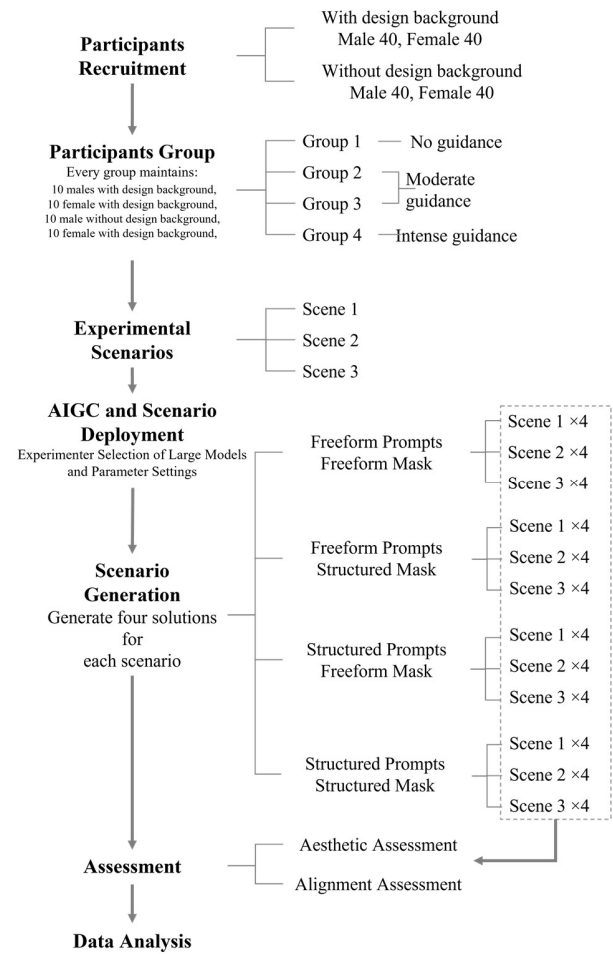 Participants
Recruitment
With design background
Male 40, Female 40
Without design background
Male 40, Female 40
Participants Group
Every group maintains:
10 males with design background,
10 female with design background,
10 male without design background,
10 female with design background,
Group 1
No guidance
Group 2
Group 3
Moderate
guidance
Group 4
Intense guidance
Experimental
Scenarios
Scene 1
Scene 2
Scene 3
AIGC and Scenario
Deployment
Experimenter Selection of Large Models
and Parameter Settings
Scenario
Generation
Generate four solutions
for
each scenario
Freeform Prompts
Freeform Mask
Scene 1 ×4
Scene 2 ×4
Scene 3 ×4
Freeform Prompts
Structured Mask
Scene 1 ×4
Scene 2 ×4
Scene 3 ×4
Structured Prompts
Freeform Mask
Scene 1 ×4
Scene 2 ×4
Scene 3 ×4
Structured Prompts
Structured Mask
Scene 1 ×4
Scene 2 ×4
Scene 3 ×4
Assessment
Aesthetic Assessment
Alignment Assessment
Data Analysis